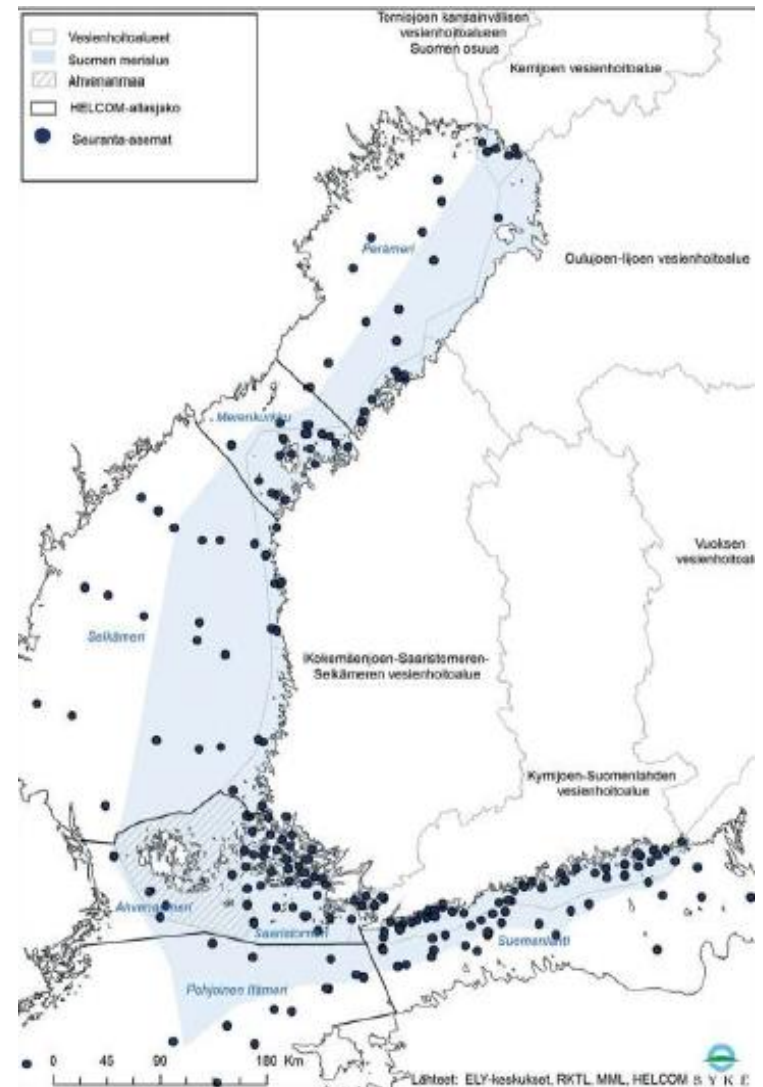 Vesienhoitoalueet
Suomen merialue
Ahvenanmaa
HELCOM-allasjako
Seuranta-asemat
Tornionjoen kansainvälisen
vesienhoitoalueen
Suomen osuus
Kemijoen vesienhoitoalue
Perämeri
Oulujoen-Iijoen vesienhoitoalue
Merenkurkku
Vuoksen
vesienhoitoalue
Selkämeri
Kokemäenjoen-Saaristomeren-
Selkämeren vesienhoitoalue
Kymijoen-Suomenlahden
vesienhoitoalue
Ahvenanmeri
Saaristomeri
Suomenlahti
Pohjoinen Itämeri
0 45 90 180 Km
Lähteet: ELY-keskukset, RKTL, MML, HELCOM
SYKE